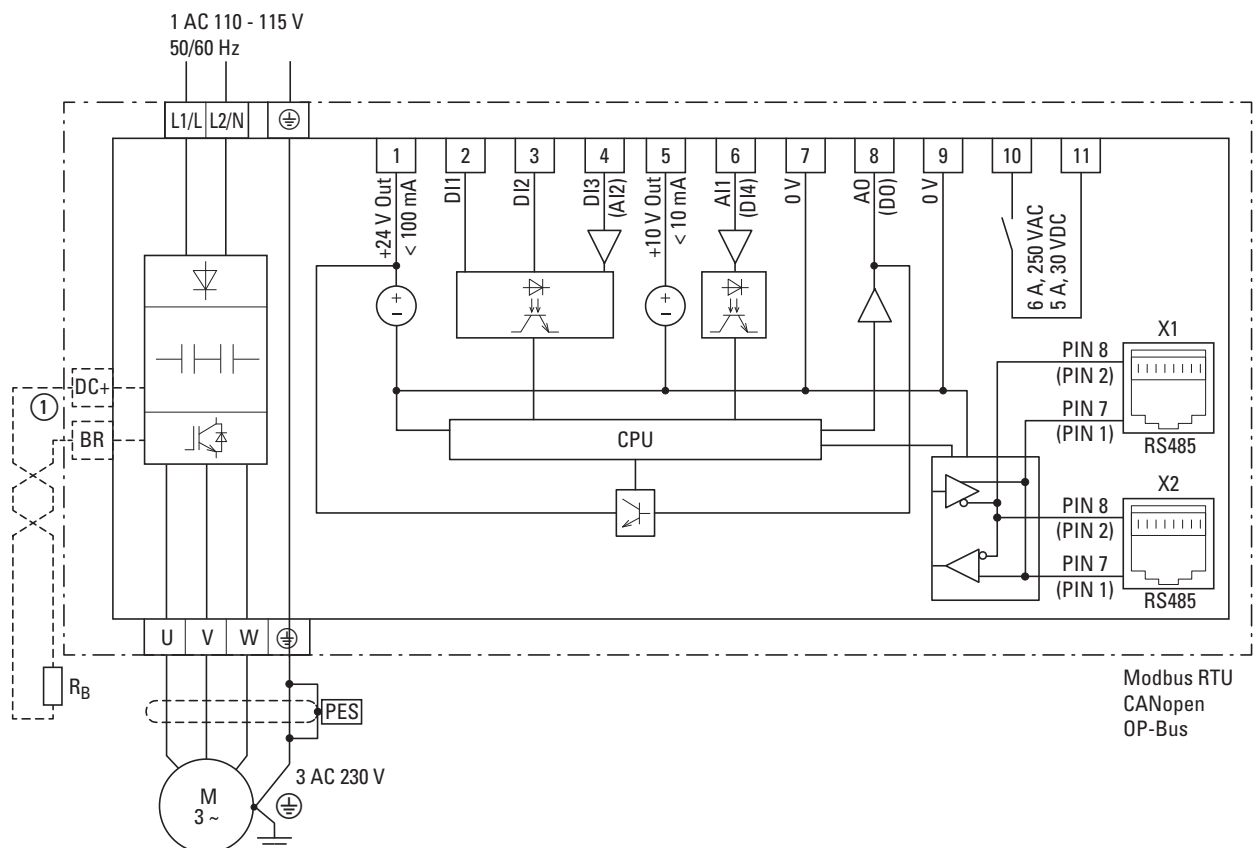 1 AC 110 - 115 V
50/60 Hz
L1/L L2/N
1 2 3 4 5 6 7 8 9 10 11
+24 V Out
< 100 mA
DI1
DI2
DI3
(AI2)
+10 V Out
< 10 mA
AI1
(DI4)
0 V
AO
(DO)
0 V
6 A, 250 VAC
5 A, 30 VDC
+
-
+
-
X1
PIN 8
(PIN 2)
PIN 7
(PIN 1)
RS485
DC+
1
BR
CPU
X2
PIN 8
(PIN 2)
PIN 7
(PIN 1)
RS485
U V W
RB
PES
Modbus RTU
CANopen
OP-Bus
3 AC 230 V
M
3 ~